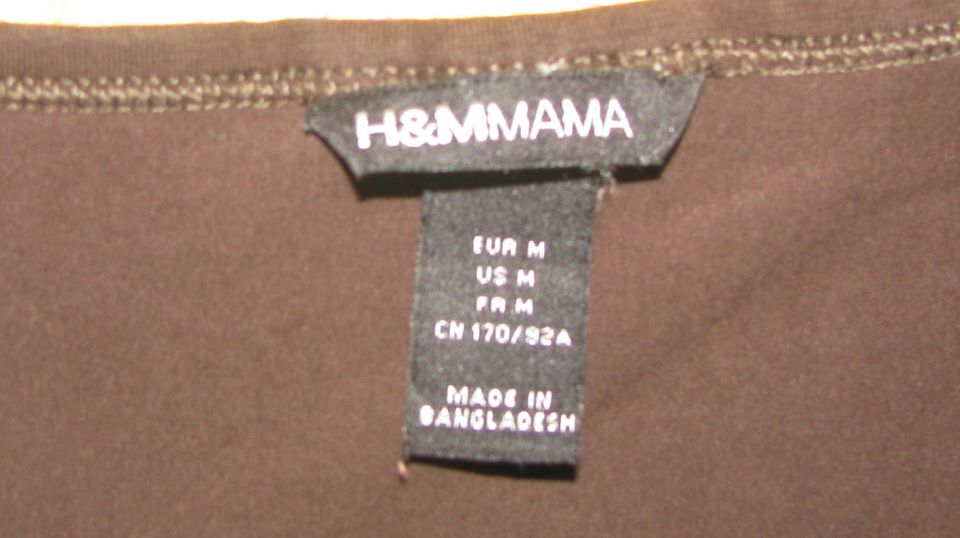 H&MMAMA
EUR M
US M
FR M
CN 170/92A
MADE IN
BANGLADESH